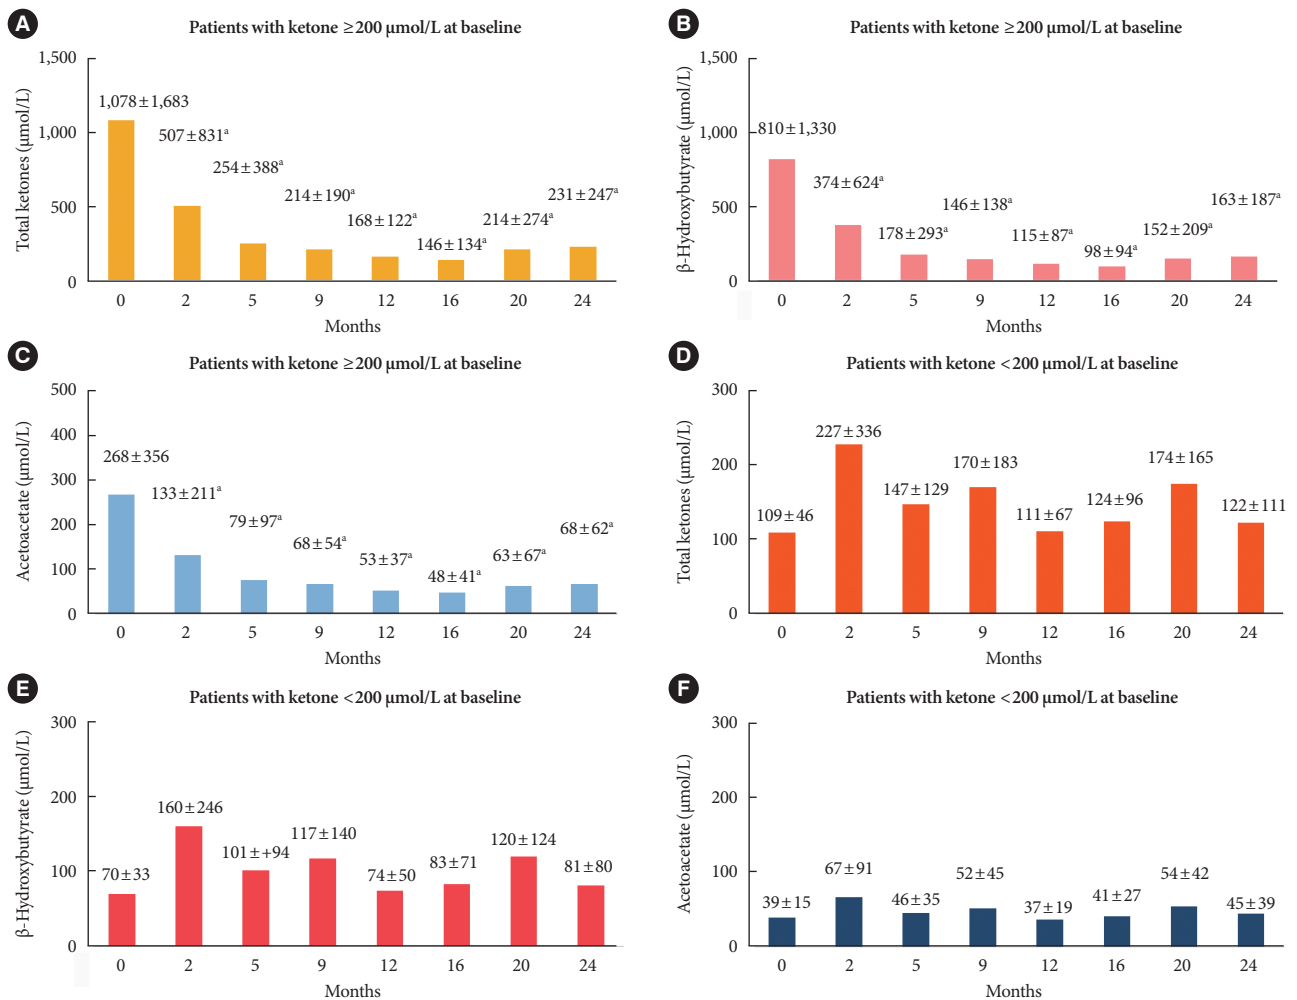 A
Patients with ketone ≥200 μmol/L at baseline
Total ketones (μmol/L)
1,500
1,000
500
0
1,078±1,683
507±831ᵃ
254±388ᵃ
214±190ᵃ
168±122ᵃ
146±134ᵃ
214±274ᵃ
231±247ᵃ
0 2 5 9 12 16 20 24
Months
B
Patients with ketone ≥200 μmol/L at baseline
β-Hydroxybutyrate (μmol/L)
1,500
1,000
500
0
810±1,330
374±624ᵃ
178±293ᵃ
146±138ᵃ
115±87ᵃ
98±94ᵃ
152±209ᵃ
163±187ᵃ
0 2 5 9 12 16 20 24
Months
C
Patients with ketone ≥200 μmol/L at baseline
Acetoacetate (μmol/L)
500
400
300
200
100
0
268±356
133±211ᵃ
79±97ᵃ
68±54ᵃ
53±37ᵃ
48±41ᵃ
63±67ᵃ
68±62ᵃ
0 2 5 9 12 16 20 24
Months
D
Patients with ketone <200 μmol/L at baseline
Total ketones (μmol/L)
300
200
100
0
109±46
227±336
147±129
170±183
111±67
124±96
174±165
122±111
0 2 5 9 12 16 20 24
Months
E
Patients with ketone <200 μmol/L at baseline
β-Hydroxybutyrate (μmol/L)
300
200
100
0
70±33
160±246
101±+94
117±140
74±50
83±71
120±124
81±80
0 2 5 9 12 16 20 24
Months
F
Patients with ketone <200 μmol/L at baseline
Acetoacetate (μmol/L)
300
200
100
0
39±15
67±91
46±35
52±45
37±19
41±27
54±42
45±39
0 2 5 9 12 16 20 24
Months